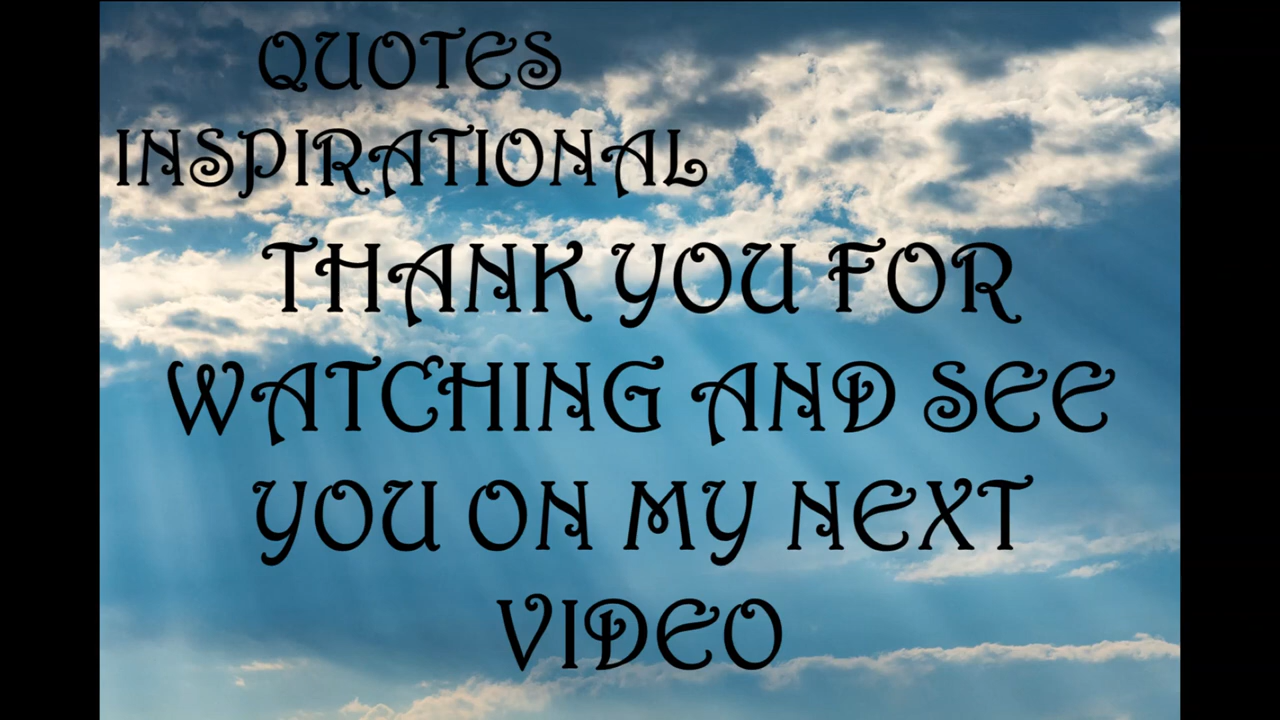 QUOTES
INSPIRATIONAL
THANK YOU FOR
WATCHING AND SEE
YOU ON MY NEXT
VIDEO